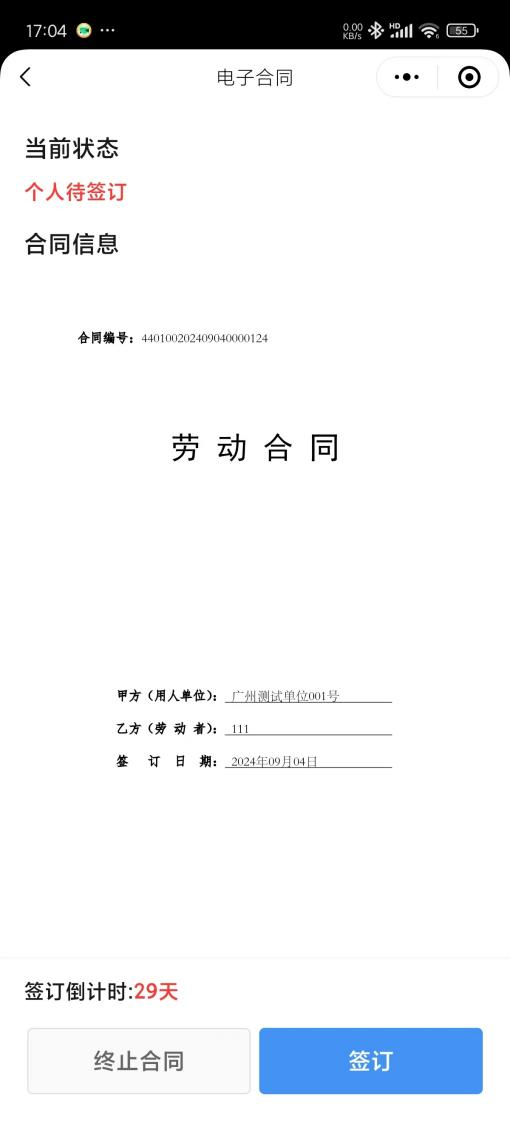 17:04 ··· 0.00 KB/s HD 6 55
电子合同
当前状态
个人待签订
合同信息
合同编号：440100202409040000124
劳动合同
甲方（用人单位）：广州测试单位001号
乙方（劳动者）：111
签订日期：2024年09月04日
签订倒计时:29天
终止合同 签订